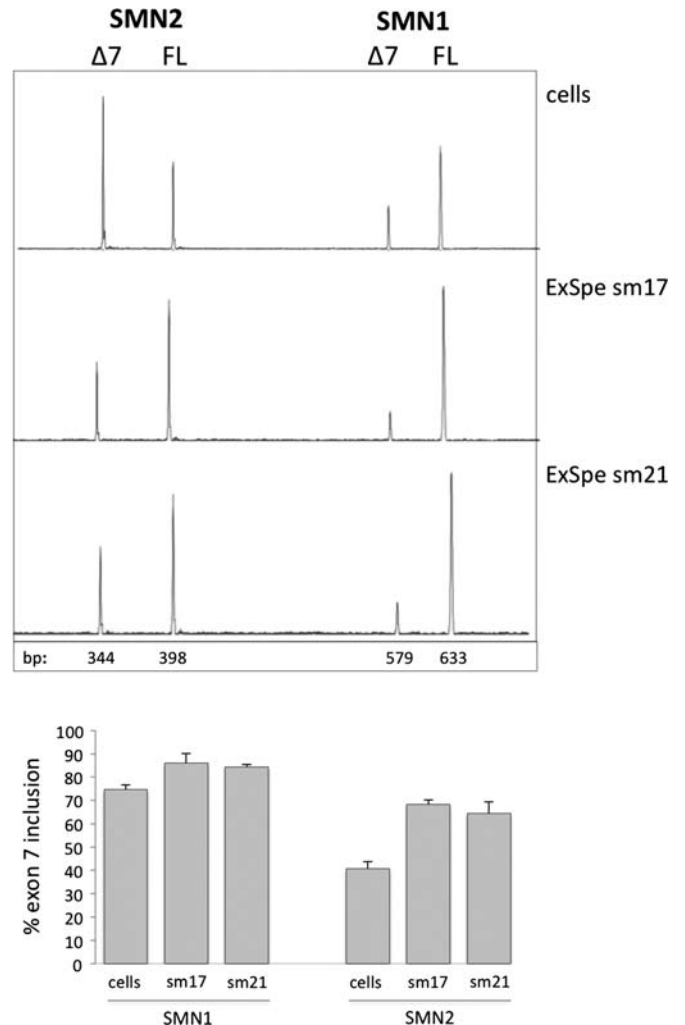 SMN2 SMN1
Δ7 FL Δ7 FL
cells
ExSpe sm17
ExSpe sm21
bp: 344 398 579 633
% exon 7 inclusion
100
90
80
70
60
50
40
30
20
10
0
cells sm17 sm21 cells sm17 sm21
SMN1 SMN2